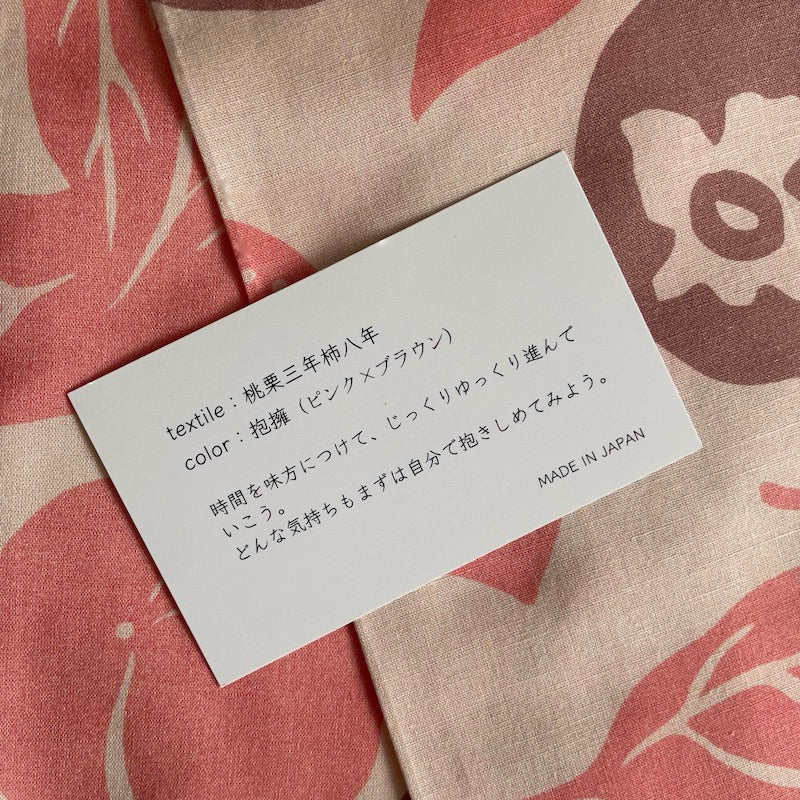 textile：桃栗三年柿八年
color：抱擁（ピンク×ブラウン）
時間を味方につけて、じっくりゆっくり進んで
いこう。
どんな気持ちもまずは自分で抱きしめてみよう。
MADE IN JAPAN